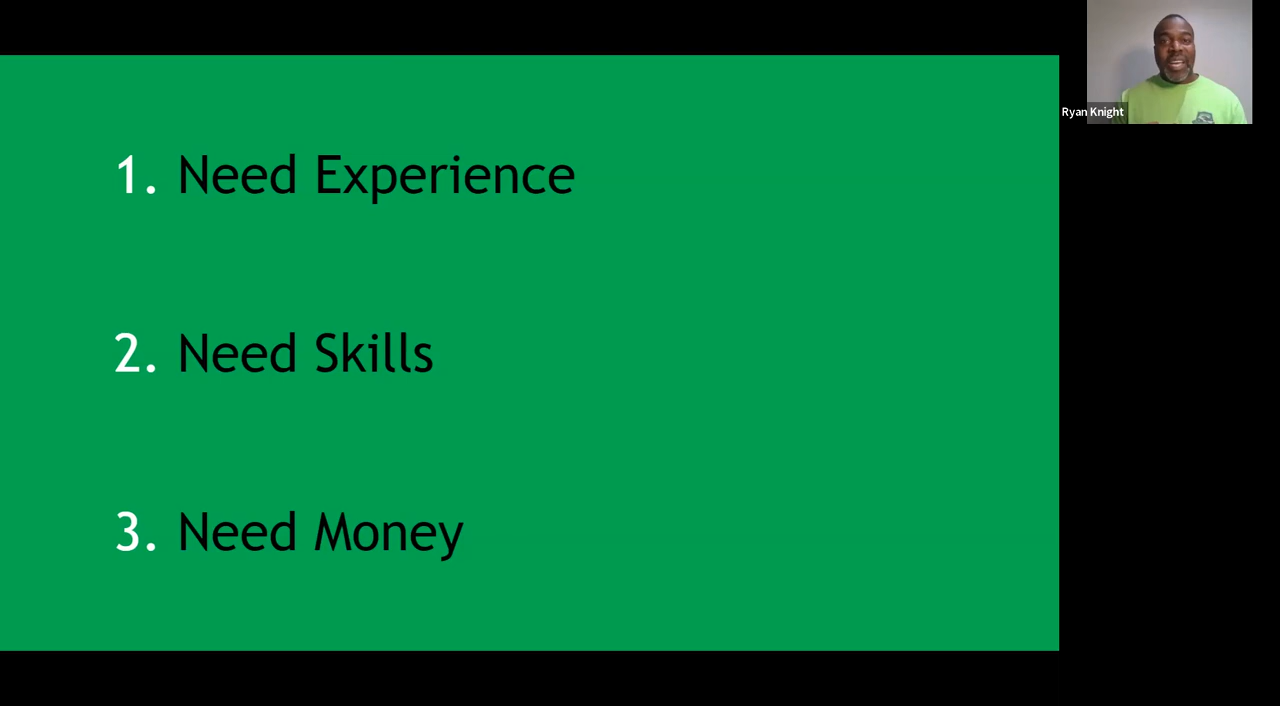 1. Need Experience
2. Need Skills
3. Need Money
Ryan Knight